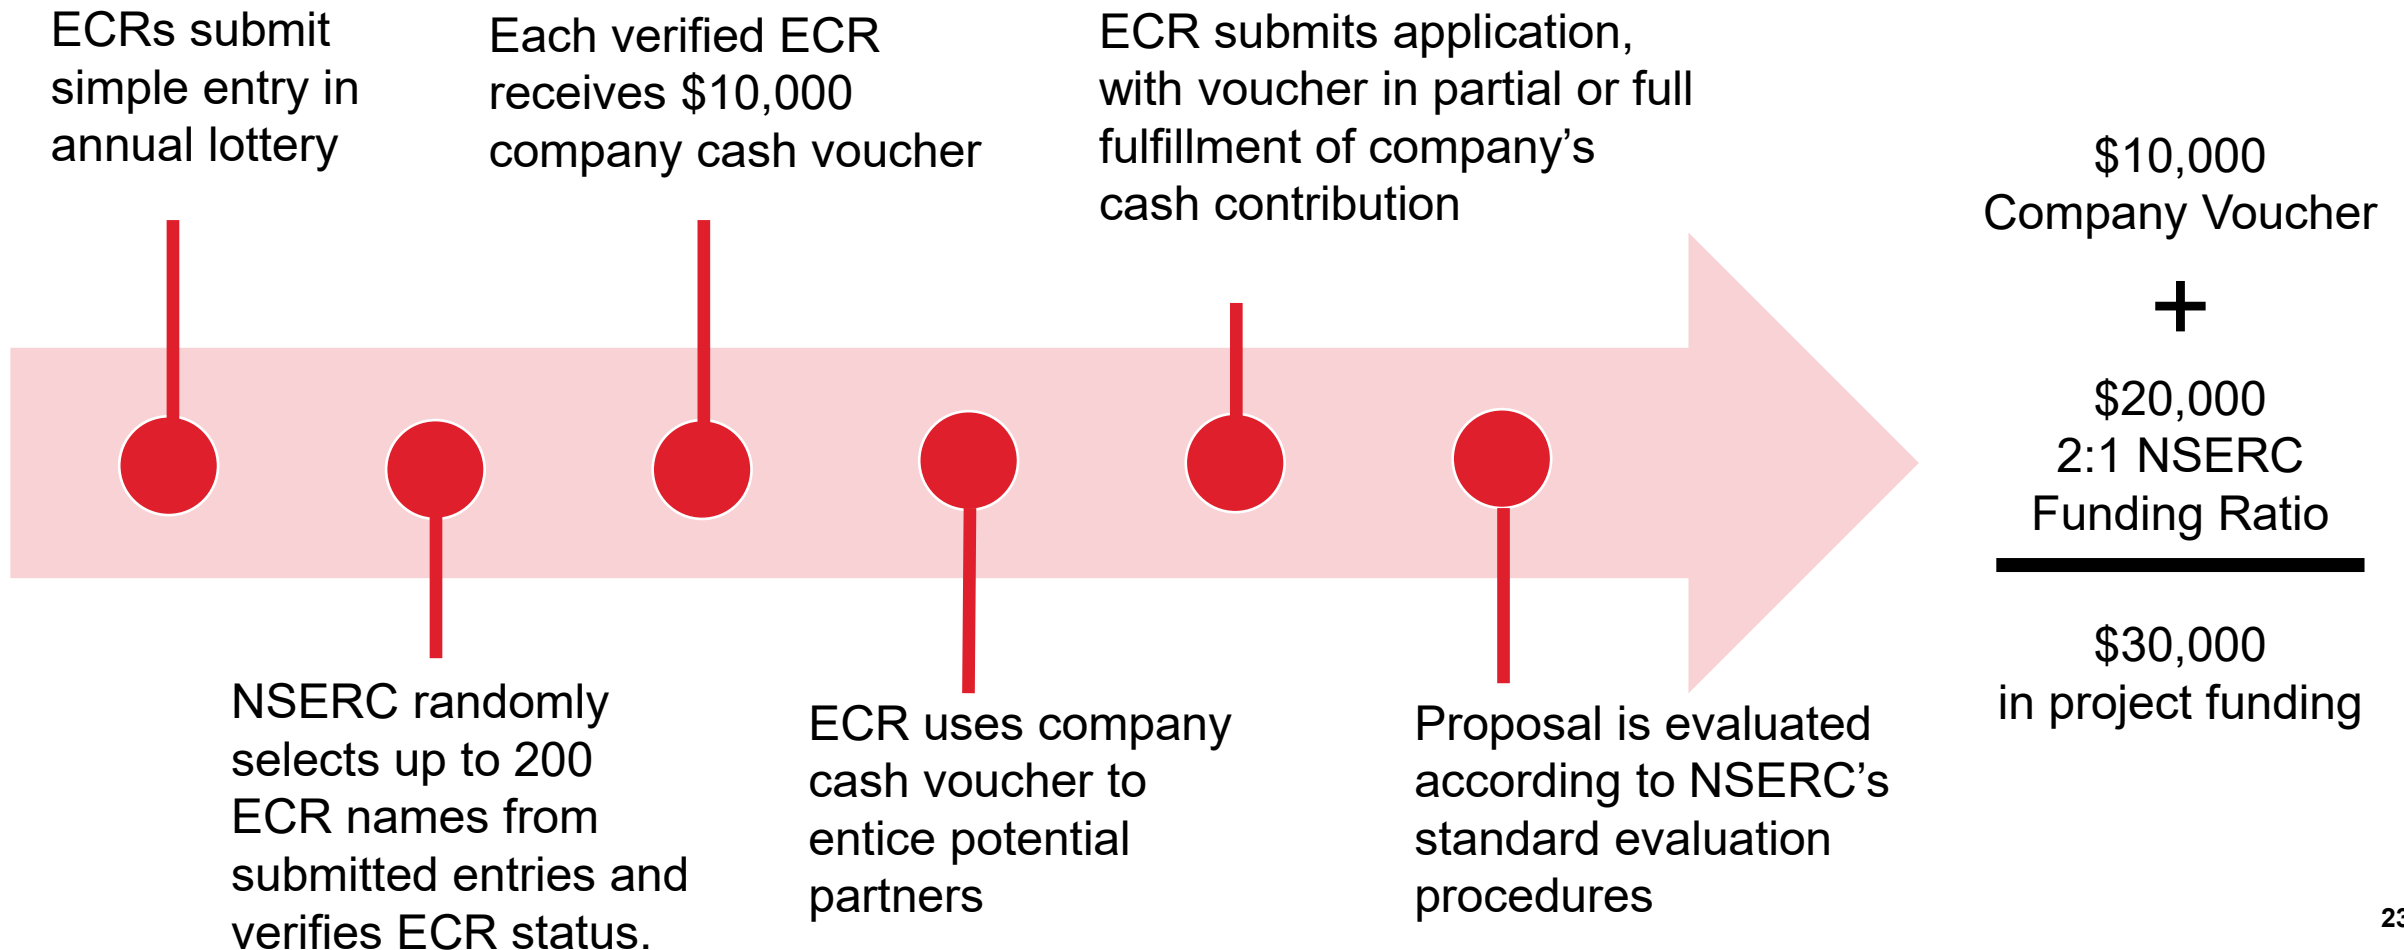 ECRs submit
simple entry in
annual lottery
NSERC randomly
selects up to 200
ECR names from
submitted entries and
verifies ECR status.
Each verified ECR
receives $10,000
company cash voucher
ECR uses company
cash voucher to
entice potential
partners
ECR submits application,
with voucher in partial or full
fulfillment of company’s
cash contribution
Proposal is evaluated
according to NSERC’s
standard evaluation
procedures
$10,000
Company Voucher
+
$20,000
2:1 NSERC
Funding Ratio
$30,000
in project funding
23